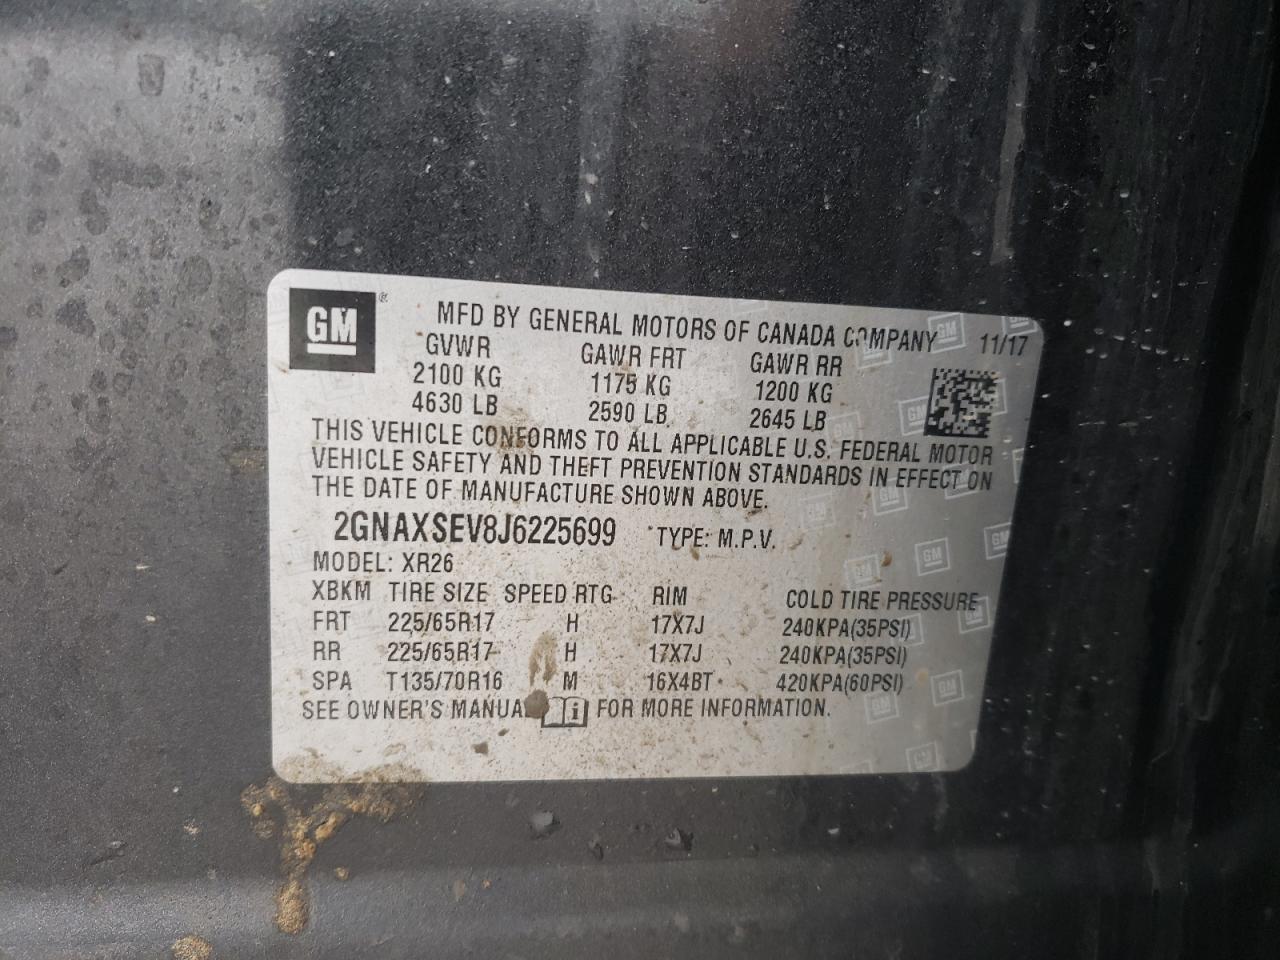 GM ®
MFD BY GENERAL MOTORS OF CANADA COMPANY 11/17
GVWR GAWR FRT GAWR RR
2100 KG 1175 KG 1200 KG
4630 LB 2590 LB 2645 LB
THIS VEHICLE CONFORMS TO ALL APPLICABLE U.S. FEDERAL MOTOR
VEHICLE SAFETY AND THEFT PREVENTION STANDARDS IN EFFECT ON
THE DATE OF MANUFACTURE SHOWN ABOVE.
2GNAXSEV8J6225699 TYPE: M.P.V.
MODEL: XR26
XBKM TIRE SIZE SPEED RTG RIM COLD TIRE PRESSURE
FRT 225/65R17 H 17X7J 240KPA(35PSI)
RR 225/65R17 H 17X7J 240KPA(35PSI)
SPA T135/70R16 M 16X4BT 420KPA(60PSI)
SEE OWNER'S MANUAL i FOR MORE INFORMATION.